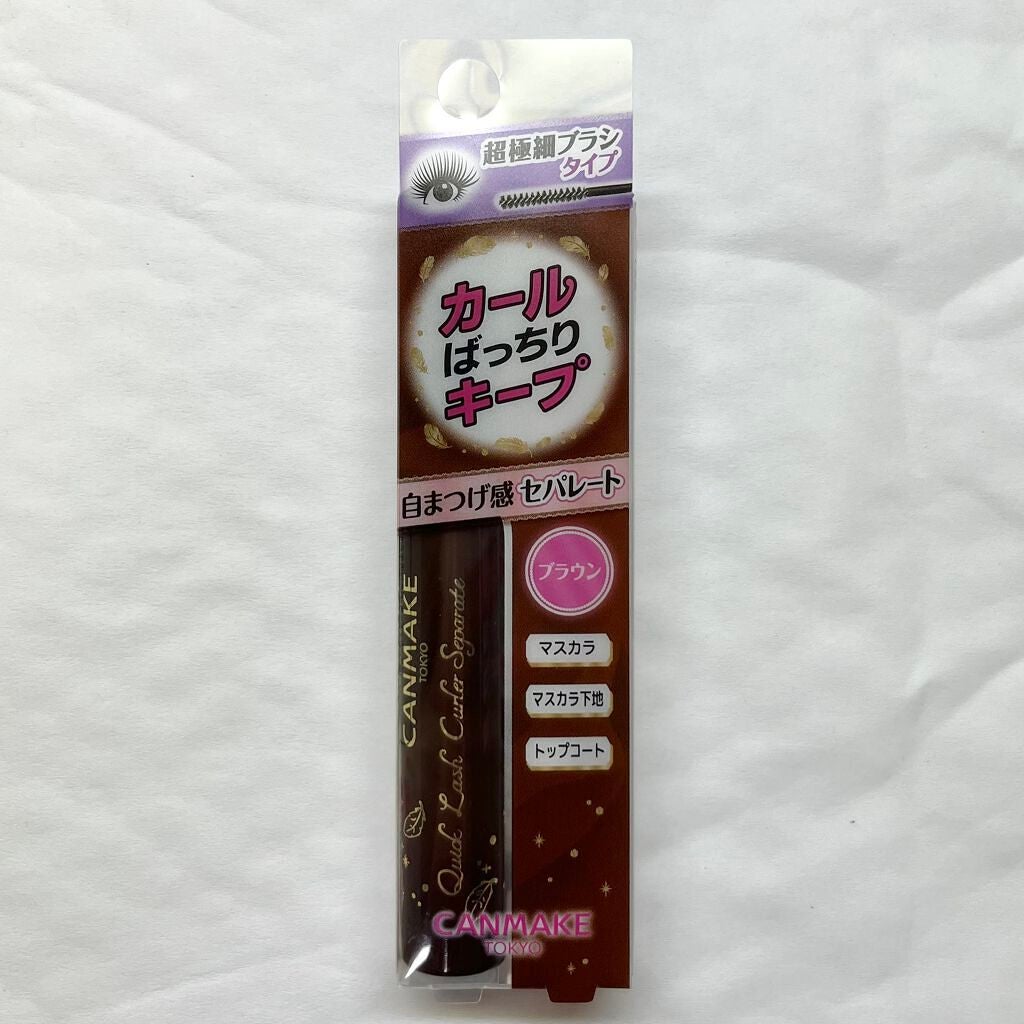 超極細ブラシ
タイプ
カール
ばっちり
キープ
自まつげ感 セパレート
ブラウン
マスカラ
マスカラ下地
トップコート
CANMAKE
TOKYO
Quick Lash Curler Separate
CANMAKE
TOKYO